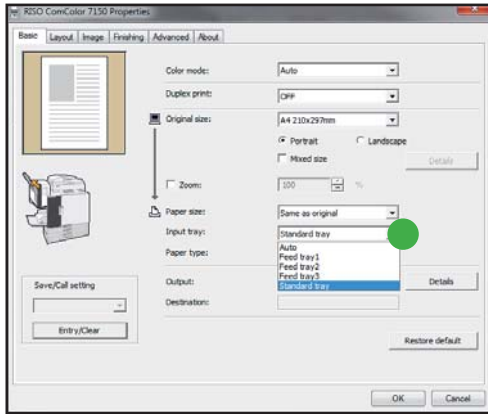 RISO ComColor 7150 Properties
Basic Layout Image Finishing Advanced About
Color mode: Auto
Duplex print: OFF
Original size: A4 210x297mm
Portrait Landscape
Mixed size Details
Zoom: 100 %
Paper size: Same as original
Input tray: Standard tray
Auto
Paper type: Feed tray1
Feed tray2
Feed tray3
Save/Call setting Output: Standard tray Details
Destination:
Entry/Clear
Restore default
OK Cancel